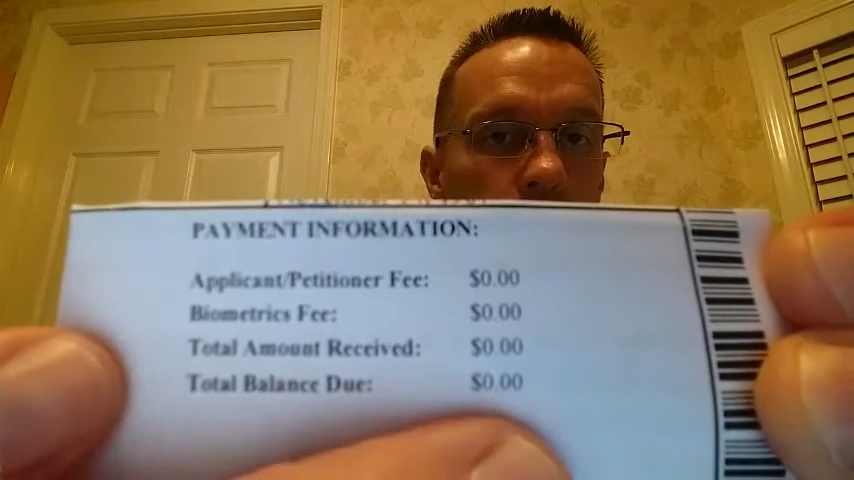 PAYMENT INFORMATION:
Applicant/Petitioner Fee: $0.00
Biometrics Fee: $0.00
Total Amount Received: $0.00
Total Balance Due: $0.00